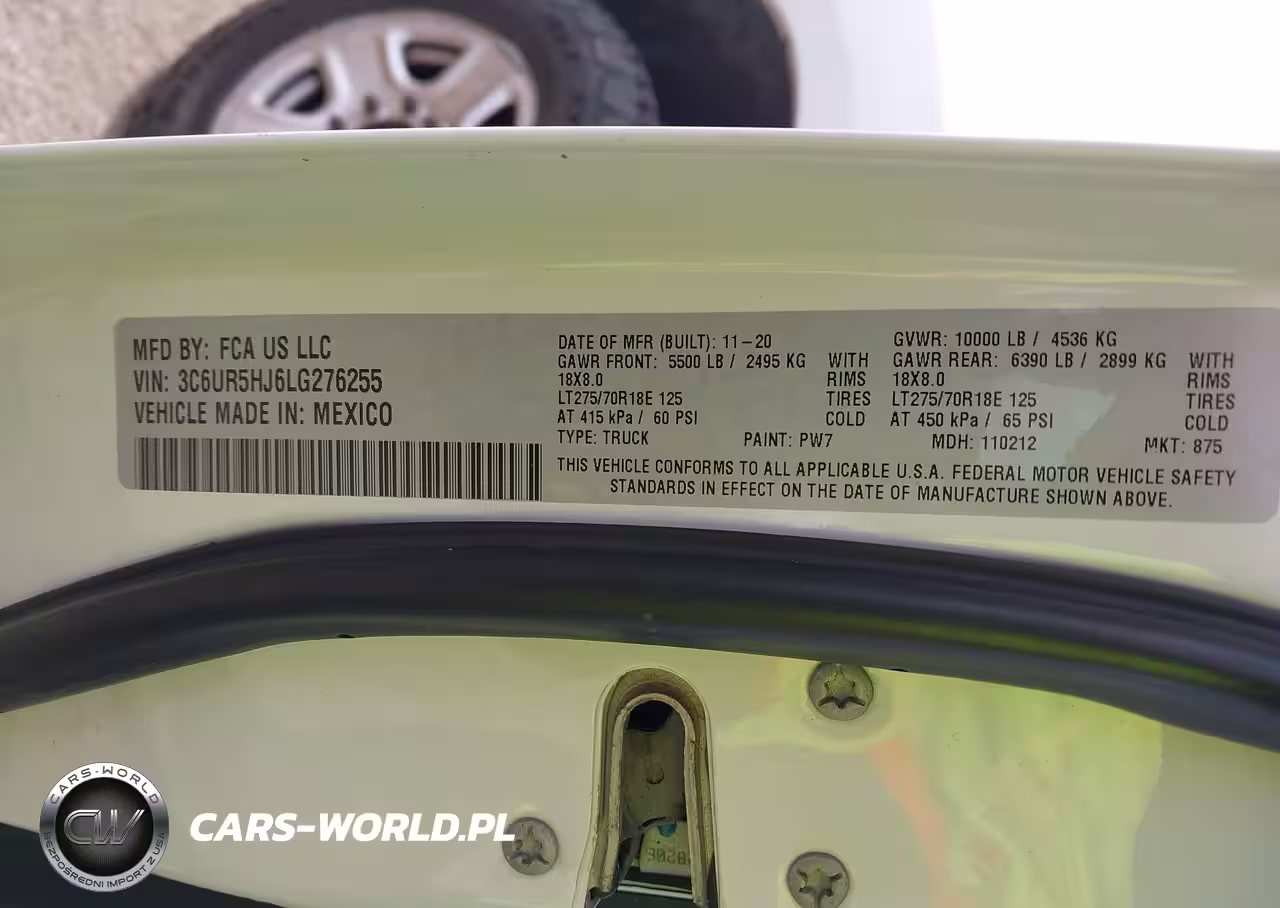 MFD BY: FCA US LLC
VIN: 3C6UR5HJ6LG276255
VEHICLE MADE IN: MEXICO
DATE OF MFR (BUILT): 11-20 GVWR: 10000 LB / 4536 KG
GAWR FRONT: 5500 LB / 2495 KG WITH GAWR REAR: 6390 LB / 2899 KG WITH
18X8.0 RIMS 18X8.0 RIMS
LT275/70R18E 125 TIRES LT275/70R18E 125 TIRES
AT 415 kPa / 60 PSI COLD AT 450 kPa / 65 PSI COLD
TYPE: TRUCK PAINT: PW7 MDH: 110212 MKT: 875
THIS VEHICLE CONFORMS TO ALL APPLICABLE U.S.A. FEDERAL MOTOR VEHICLE SAFETY
STANDARDS IN EFFECT ON THE DATE OF MANUFACTURE SHOWN ABOVE.
CARS-WORLD
CW
BEZPOŚREDNI IMPORT Z USA
CARS-WORLD.PL